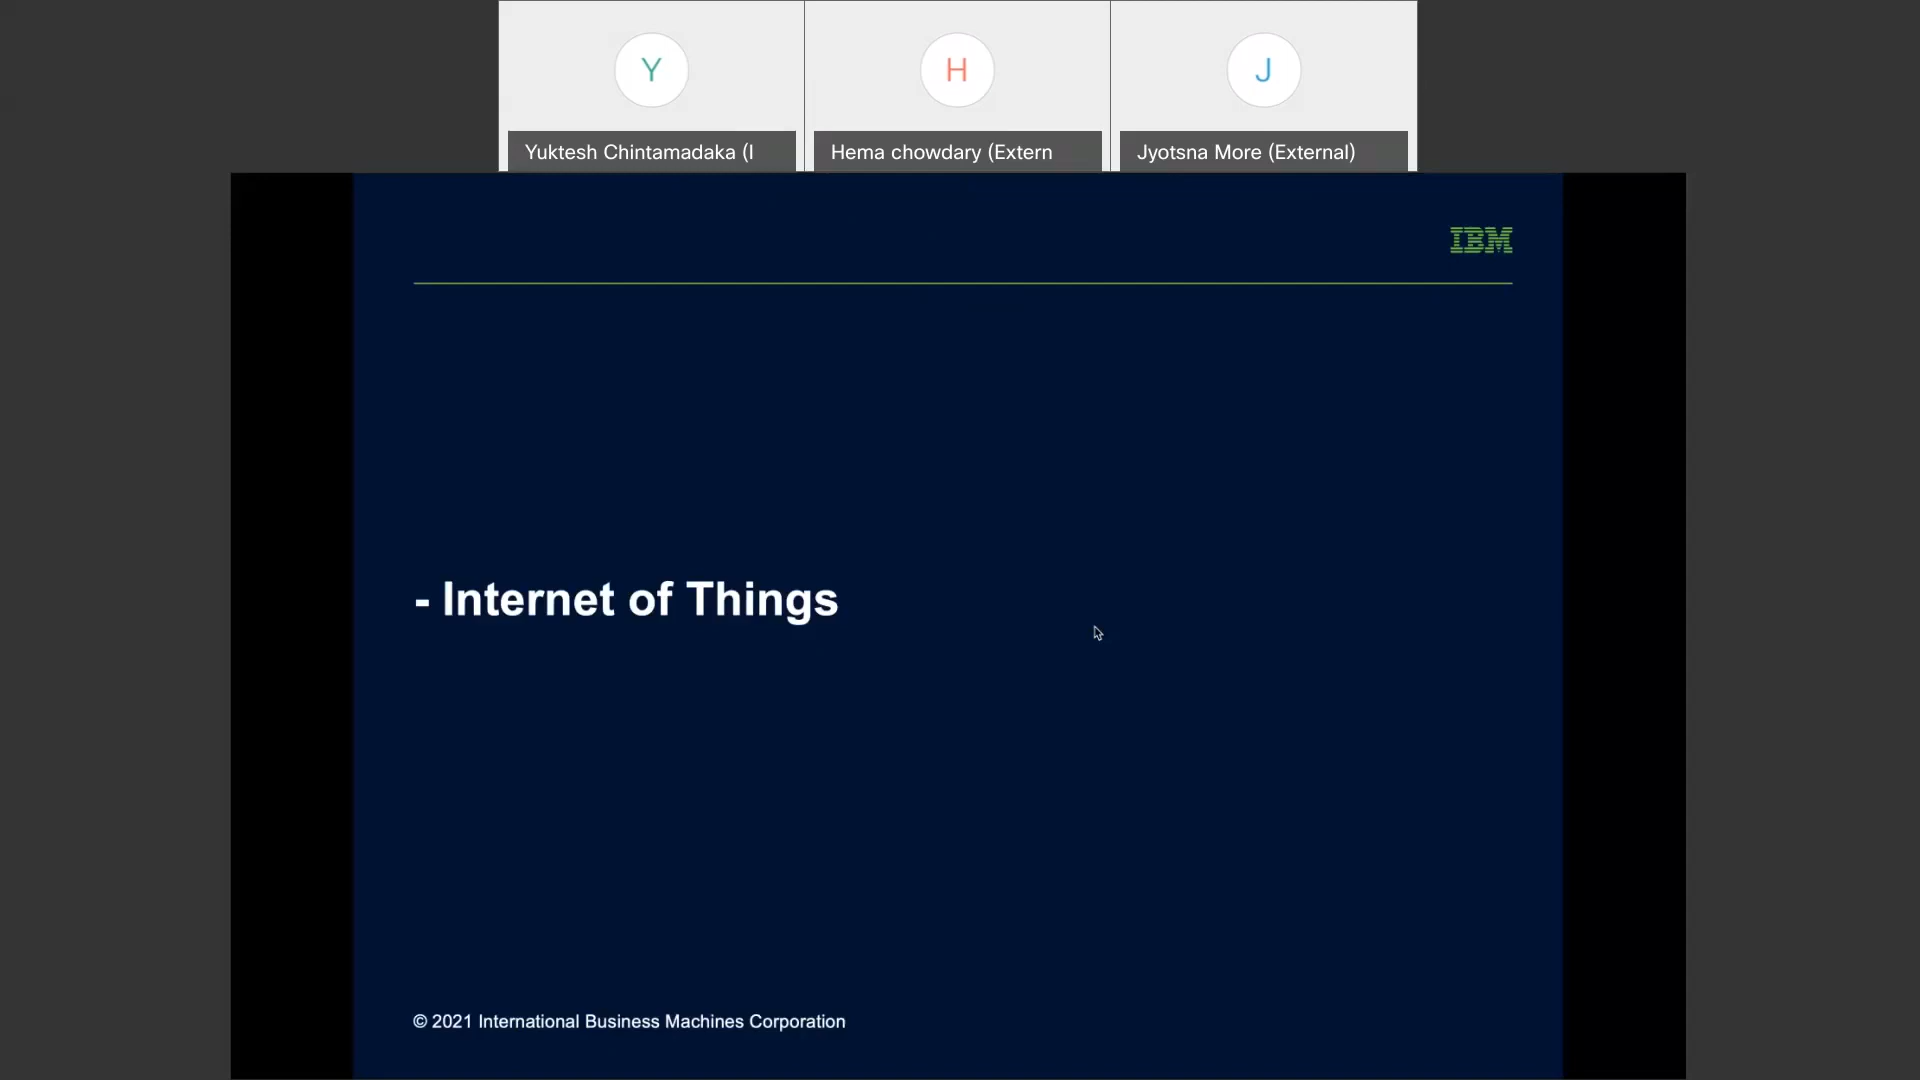 Y
H
J
Yuktesh Chintamadaka (I
Hema chowdary (Extern
Jyotsna More (External)
IBM
- Internet of Things
© 2021 International Business Machines Corporation